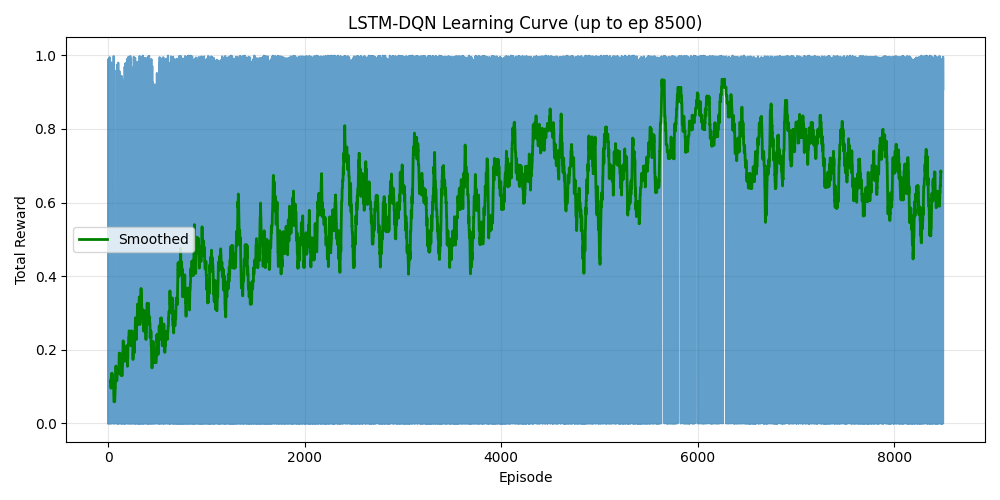 LSTM-DQN Learning Curve (up to ep 8500)
Total Reward
1.0
0.8
0.6
0.4
0.2
0.0
Smoothed
0 2000 4000 6000 8000
Episode